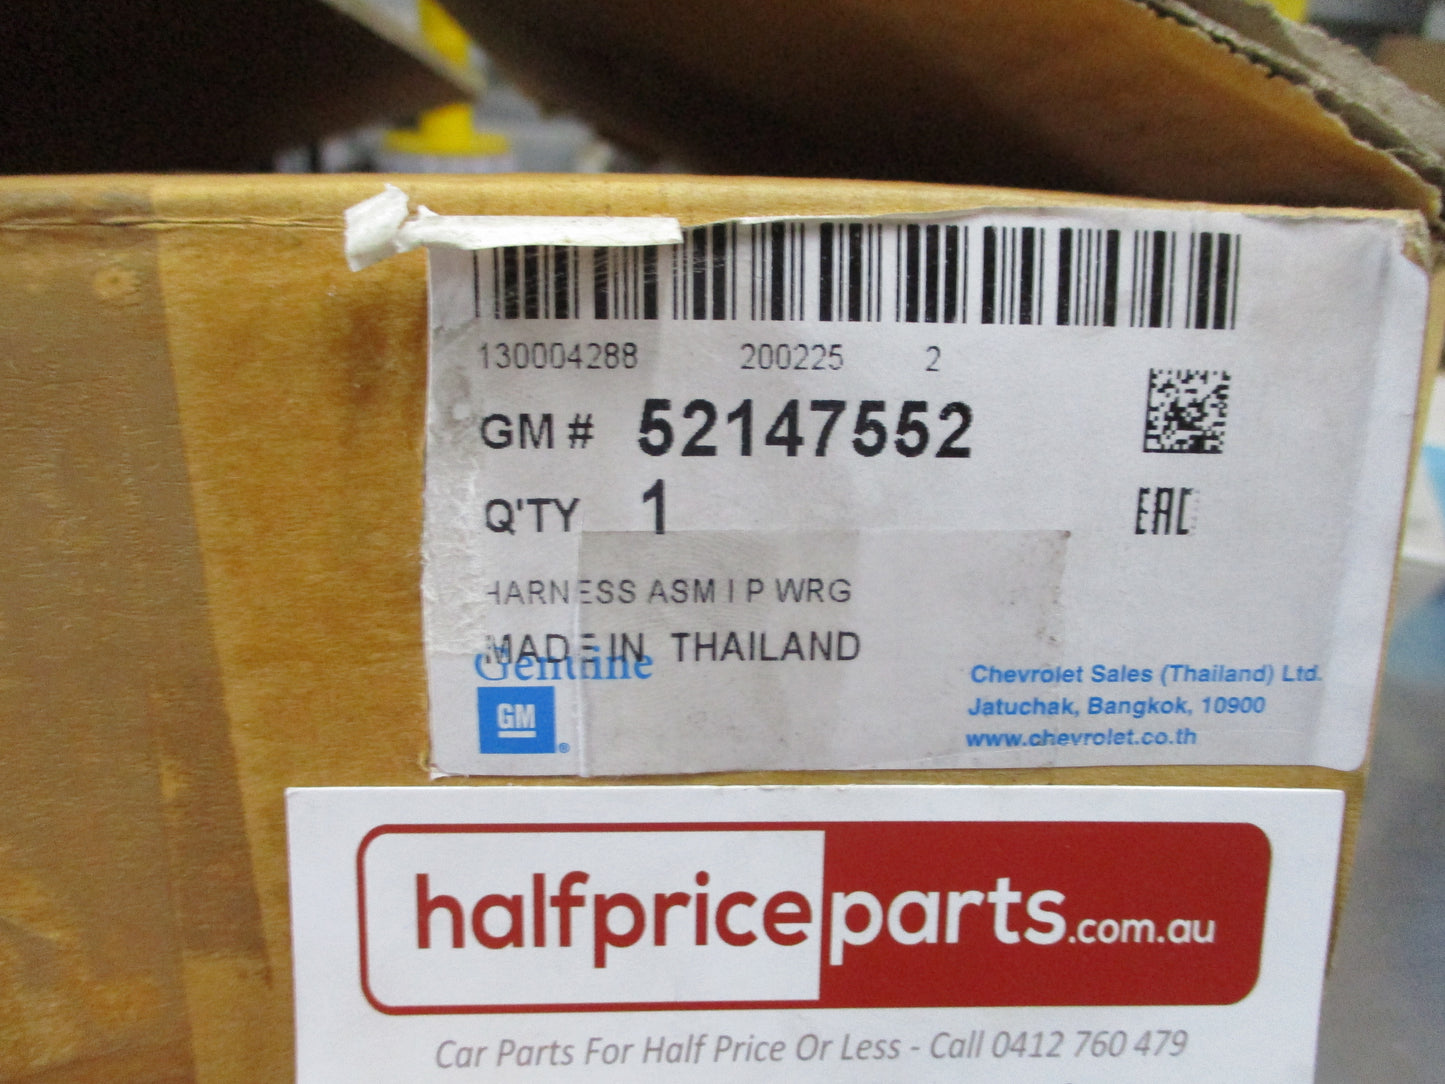 130004288 200225 2
GM # 52147552
Q'TY 1
EAC
HARNESS ASM I P WRG
MADE IN THAILAND
Genuine
GM®
Chevrolet Sales (Thailand) Ltd.
Jatuchak, Bangkok, 10900
www.chevrolet.co.th
halfpriceparts.com.au
Car Parts For Half Price Or Less - Call 0412 760 479